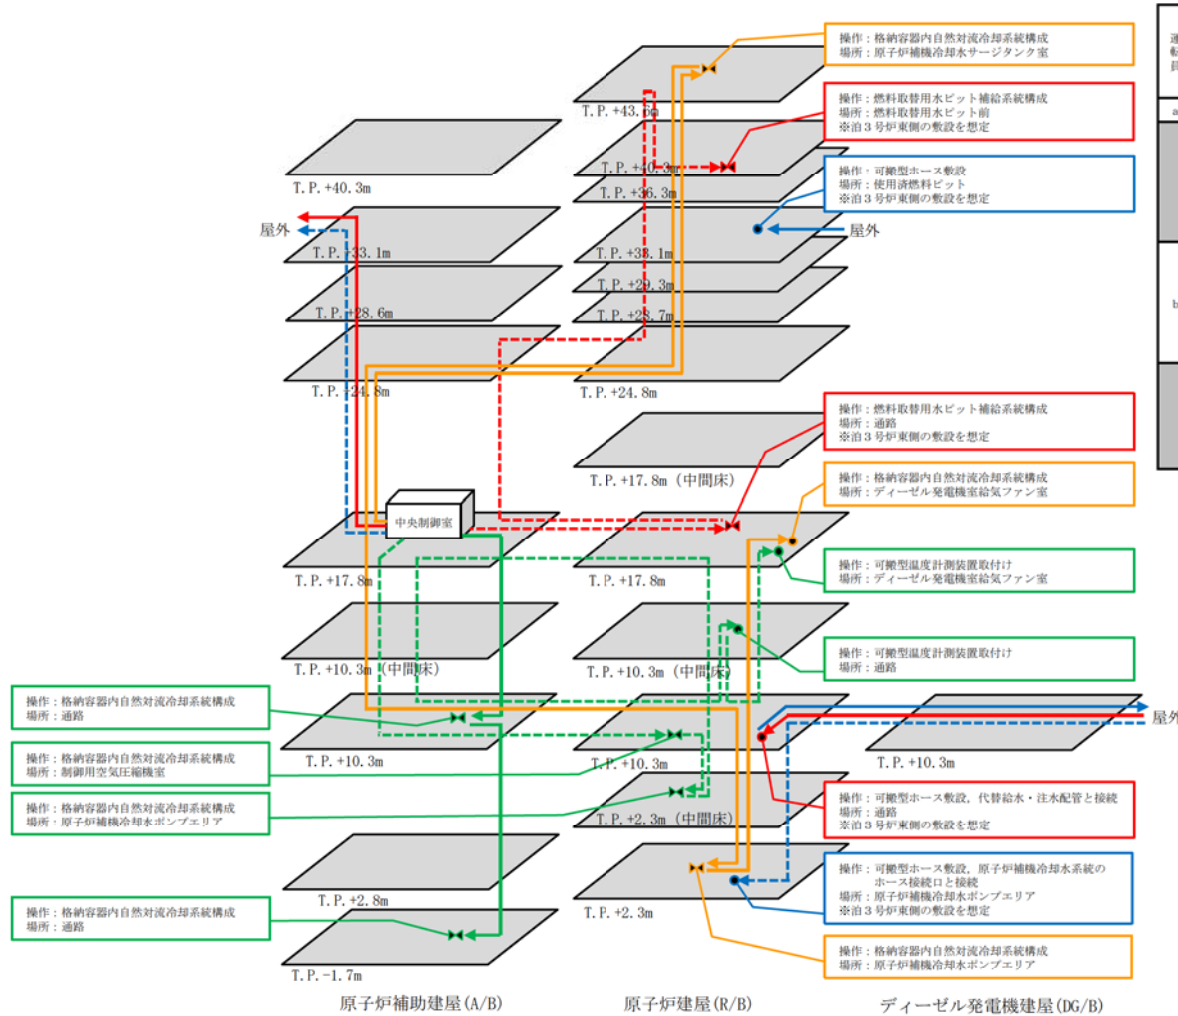 操作：格納容器内自然対流冷却系統構成
場所：原子炉補機冷却水サージタンク室
T.P.+43.6m
操作：燃料取替用水ピット補給系統構成
場所：燃料取替用水ピット前
※泊３号炉東側の敷設を想定
T.P.+40.3m
T.P.+40.3m
T.P.+36.3m
操作：可搬型ホース敷設
場所：使用済燃料ピット
※泊３号炉東側の敷設を想定
屋外
屋外
T.P.+33.1m
T.P.+33.1m
T.P.+29.3m
T.P.+28.6m
T.P.+28.7m
T.P.+24.8m
T.P.+24.8m
操作：燃料取替用水ピット補給系統構成
場所：通路
※泊３号炉東側の敷設を想定
T.P.+17.8m（中間床）
操作：格納容器内自然対流冷却系統構成
場所：ディーゼル発電機室給気ファン室
中央制御室
T.P.+17.8m
T.P.+17.8m
操作：可搬型温度計測装置取付け
場所：ディーゼル発電機室給気ファン室
T.P.+10.3m（中間床）
T.P.+10.3m（中間床）
操作：可搬型温度計測装置取付け
場所：通路
操作：格納容器内自然対流冷却系統構成
場所：通路
屋外
T.P.+10.3m
T.P.+10.3m
T.P.+10.3m
操作：格納容器内自然対流冷却系統構成
場所：制御用空気圧縮機室
操作：格納容器内自然対流冷却系統構成
場所：原子炉補機冷却水ポンプエリア
T.P.+2.3m（中間床）
操作：可搬型ホース敷設，代替給水・注水配管と接続
場所：通路
※泊３号炉東側の敷設を想定
操作：可搬型ホース敷設，原子炉補機冷却水系統の
ホース接続口と接続
場所：原子炉補機冷却水ポンプエリア
※泊３号炉東側の敷設を想定
T.P.+2.8m
T.P.+2.3m
操作：格納容器内自然対流冷却系統構成
場所：通路
操作：格納容器内自然対流冷却系統構成
場所：原子炉補機冷却水ポンプエリア
T.P.-1.7m
原子炉補助建屋(A/B)
原子炉建屋(R/B)
ディーゼル発電機建屋(DG/B)